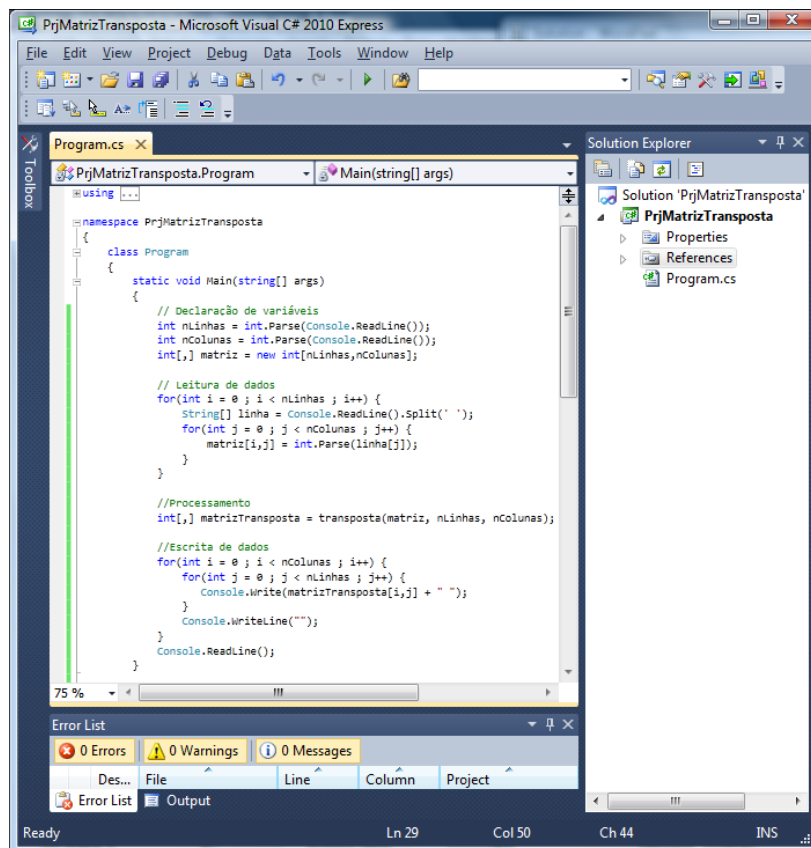 PrjMatrizTransposta - Microsoft Visual C# 2010 Express
File Edit View Project Debug Data Tools Window Help
Toolbox
Program.cs
PrjMatrizTransposta.Program
Main(string[] args)
using ...
namespace PrjMatrizTransposta
{
class Program
{
static void Main(string[] args)
{
// Declaração de variáveis
int nLinhas = int.Parse(Console.ReadLine());
int nColunas = int.Parse(Console.ReadLine());
int[,] matriz = new int[nLinhas,nColunas];
// Leitura de dados
for(int i = 0 ; i < nLinhas ; i++) {
String[] linha = Console.ReadLine().Split(' ');
for(int j = 0 ; j < nColunas ; j++) {
matriz[i,j] = int.Parse(linha[j]);
}
}
//Processamento
int[,] matrizTransposta = transposta(matriz, nLinhas, nColunas);
//Escrita de dados
for(int i = 0 ; i < nColunas ; i++) {
for(int j = 0 ; j < nLinhas ; j++) {
Console.Write(matrizTransposta[i,j] + " ");
}
Console.WriteLine("");
}
Console.ReadLine();
}
75 %
Solution Explorer
Solution 'PrjMatrizTransposta'
PrjMatrizTransposta
Properties
References
Program.cs
Error List
0 Errors 0 Warnings 0 Messages
Des... File Line Column Project
Error List Output
Ready Ln 29 Col 50 Ch 44 INS